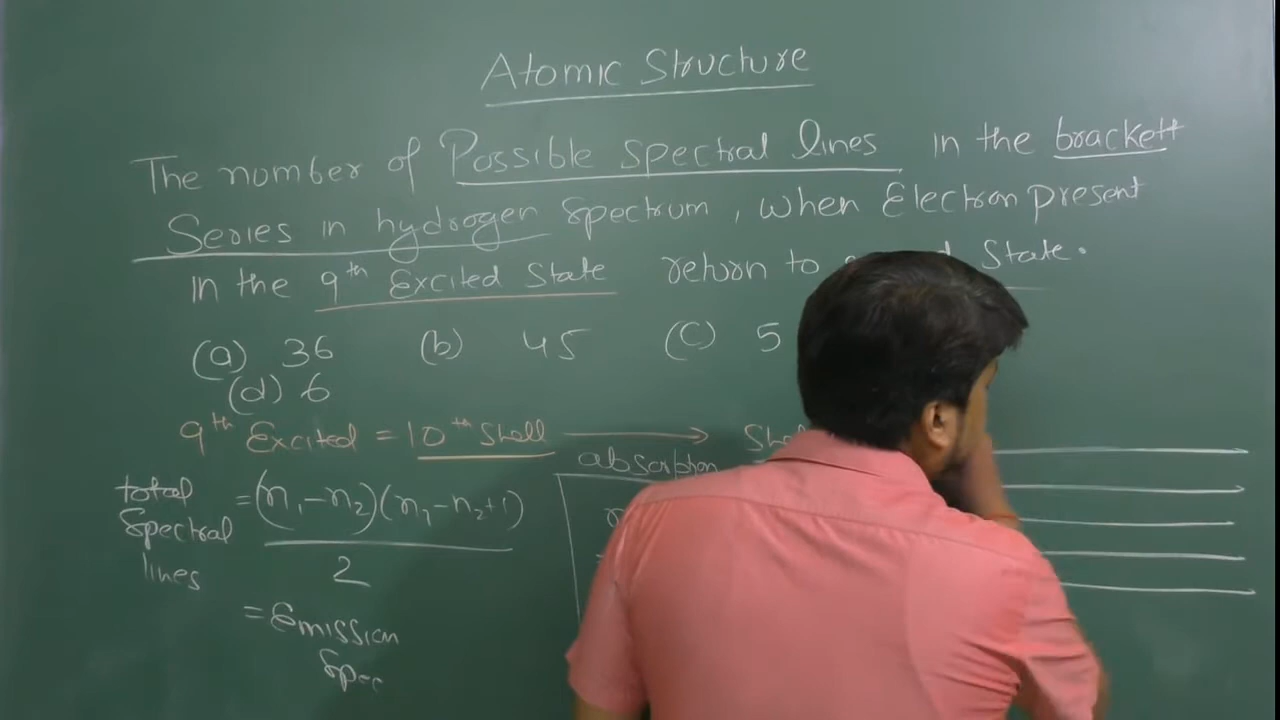 Atomic Structure
The number of Possible spectral lines in the brackett
Series in hydrogen Spectrum, when Electron present
in the 9th Excited State return to State.
(a) 36 (b) 45 (C) 5
(d) 6
9th Excited = 10th Shell
absorption
total = (n1-n2)(n1-n2+1)
Spectral
lines 2
= Emission
Spec